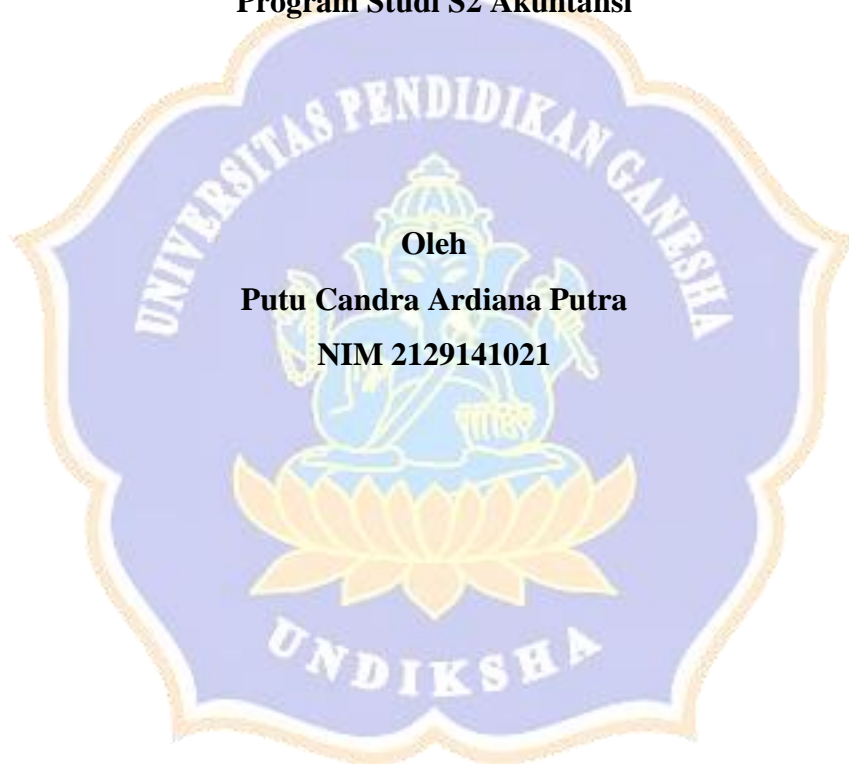 Program Studi S2 Akuntansi
UNIVERSITAS PENDIDIKAN GANESHA
Oleh
Putu Candra Ardiana Putra
NIM 2129141021
UNDIKSHA